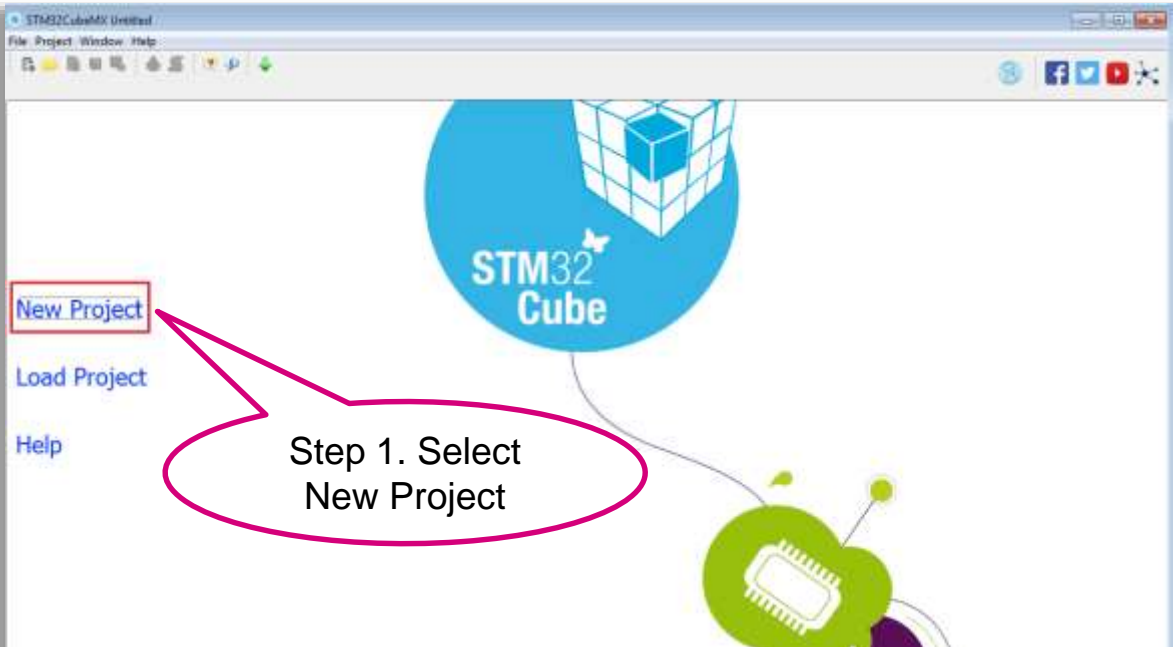 STM32CubeMX Untitled
File Project Window Help
STM32
Cube
New Project
Load Project
Help
Step 1. Select
New Project